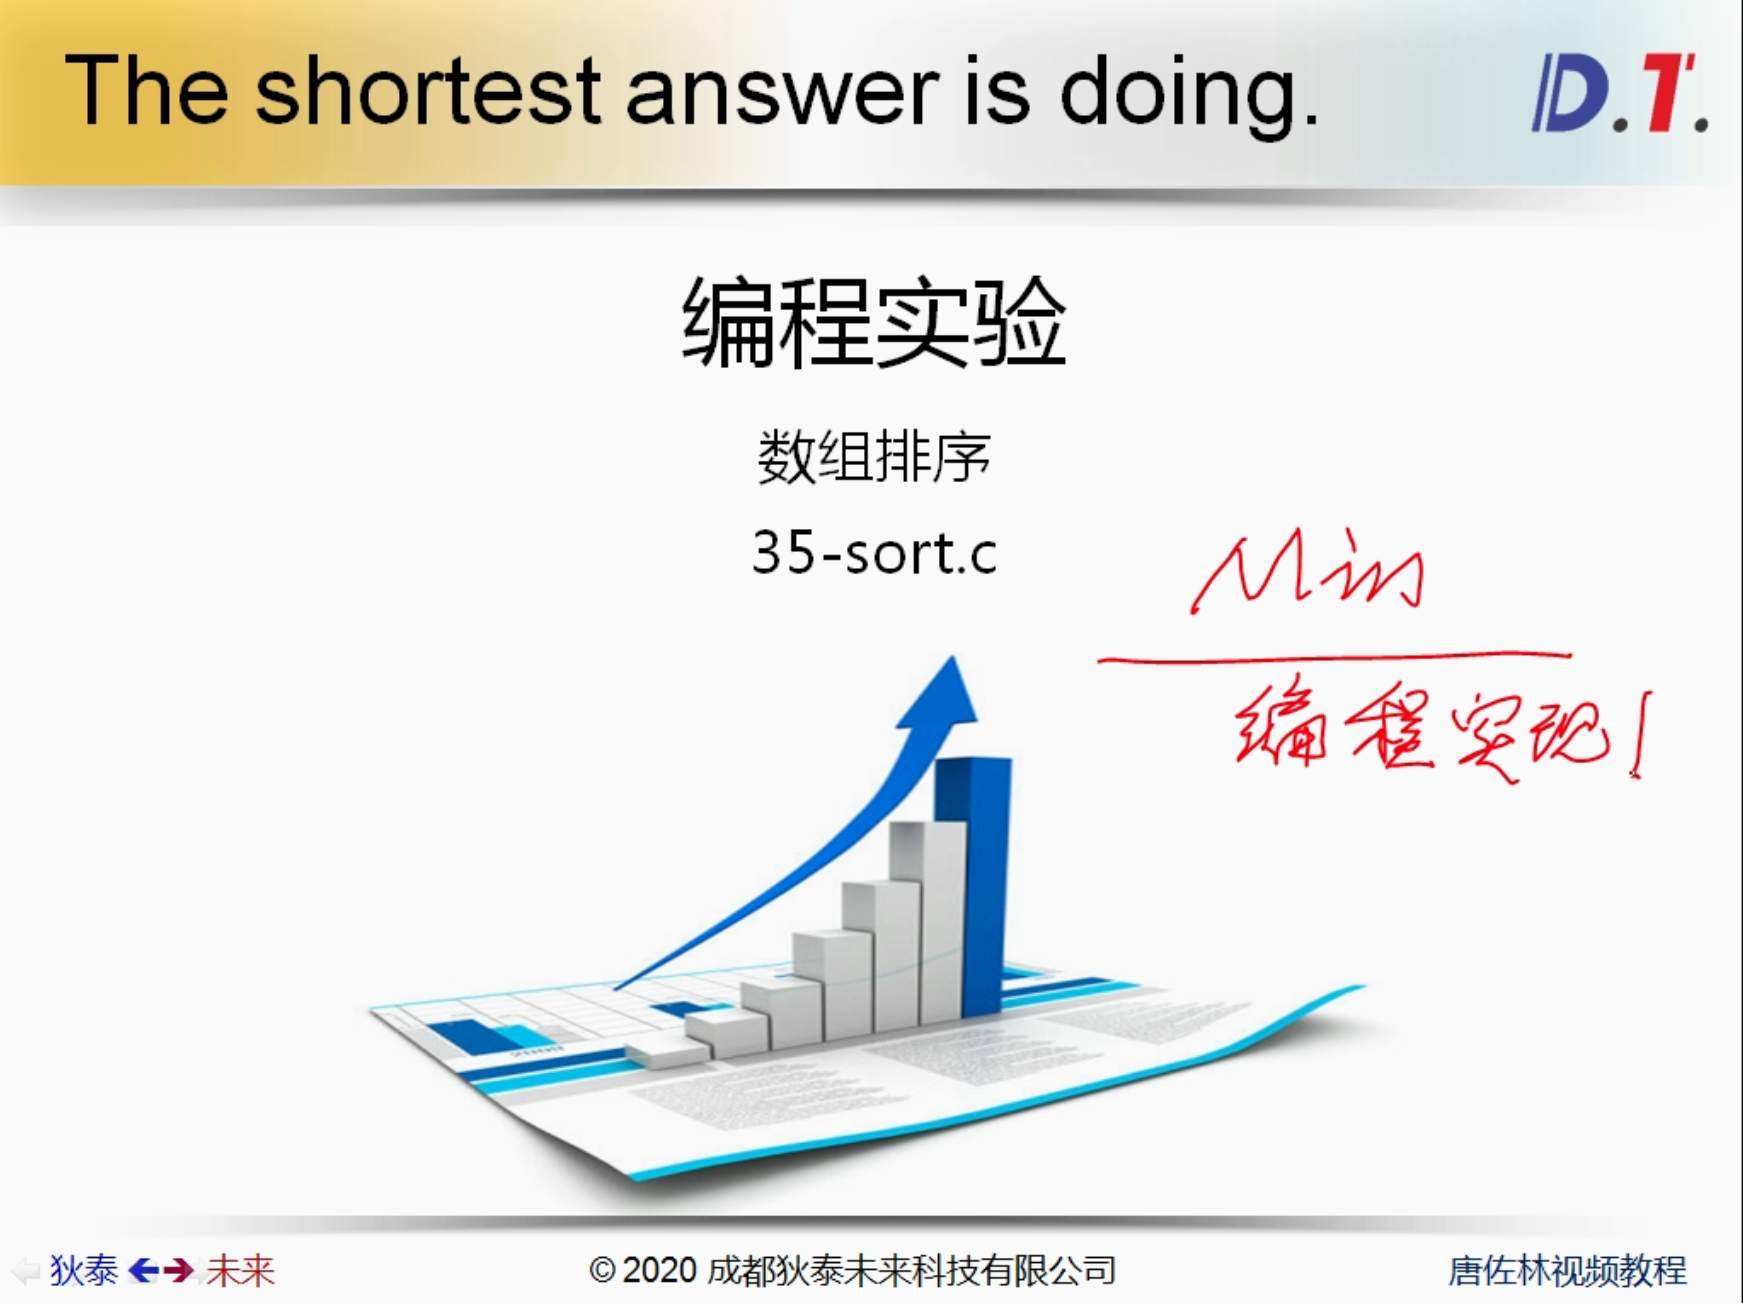 The shortest answer is doing.
D.T.
编程实验
数组排序
35-sort.c
Min
编程实现!
狄泰
未来
© 2020 成都狄泰未来科技有限公司
唐佐林视频教程